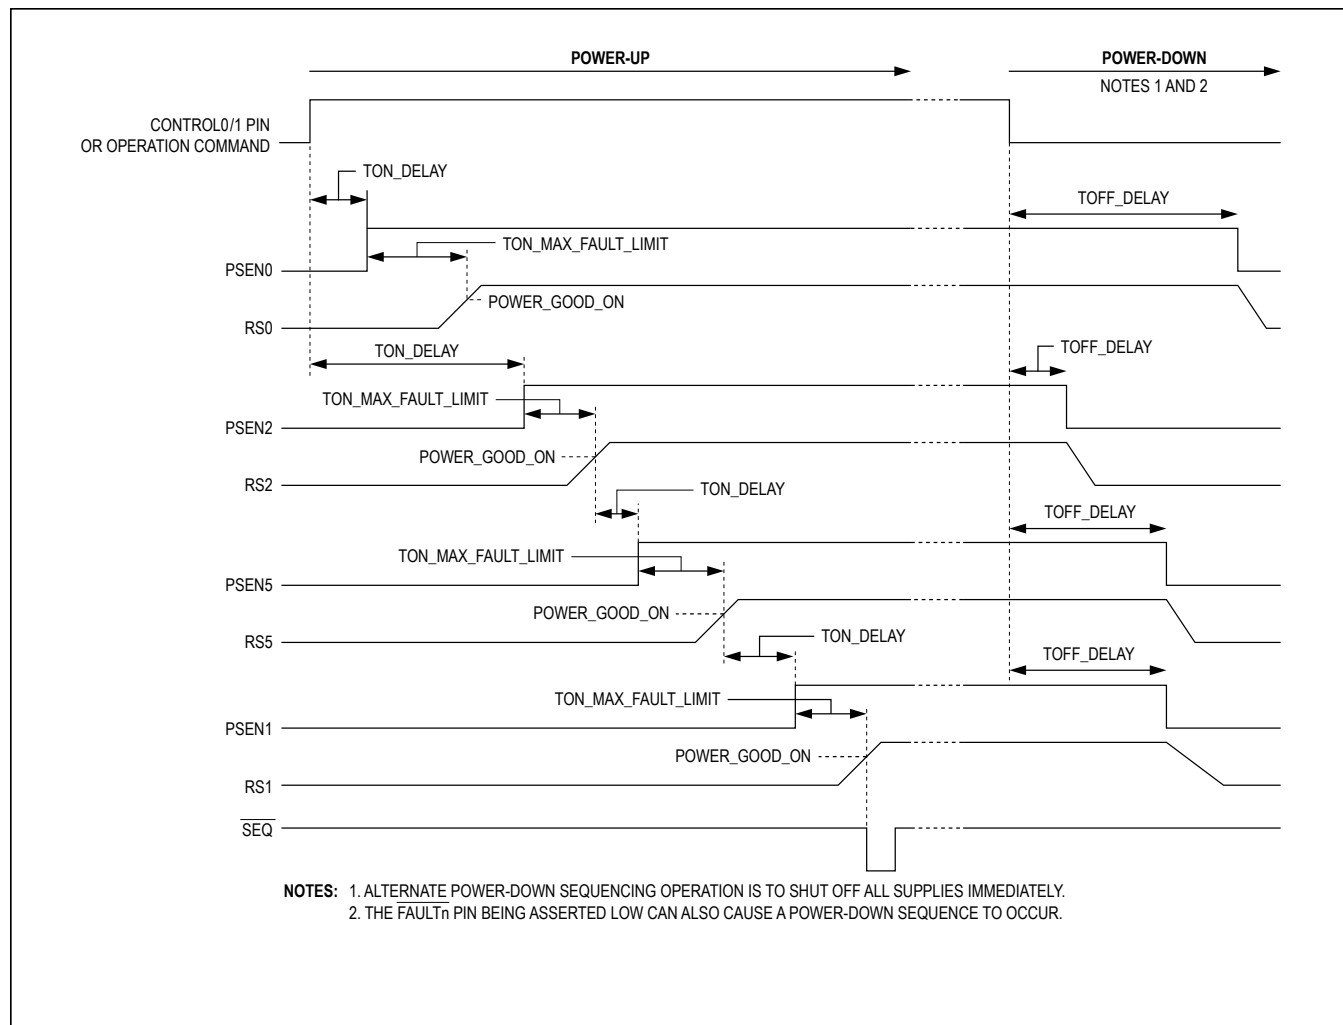 POWER-UP
POWER-DOWN
NOTES 1 AND 2
CONTROL0/1 PIN
OR OPERATION COMMAND
TON_DELAY
TOFF_DELAY
TON_MAX_FAULT_LIMIT
PSEN0
POWER_GOOD_ON
RS0
TON_DELAY
TOFF_DELAY
TON_MAX_FAULT_LIMIT
PSEN2
POWER_GOOD_ON
RS2
TON_DELAY
TOFF_DELAY
TON_MAX_FAULT_LIMIT
PSEN5
POWER_GOOD_ON
RS5
TON_DELAY
TOFF_DELAY
TON_MAX_FAULT_LIMIT
PSEN1
POWER_GOOD_ON
RS1
SEQ
NOTES: 1. ALTERNATE POWER-DOWN SEQUENCING OPERATION IS TO SHUT OFF ALL SUPPLIES IMMEDIATELY.
2. THE FAULTn PIN BEING ASSERTED LOW CAN ALSO CAUSE A POWER-DOWN SEQUENCE TO OCCUR.